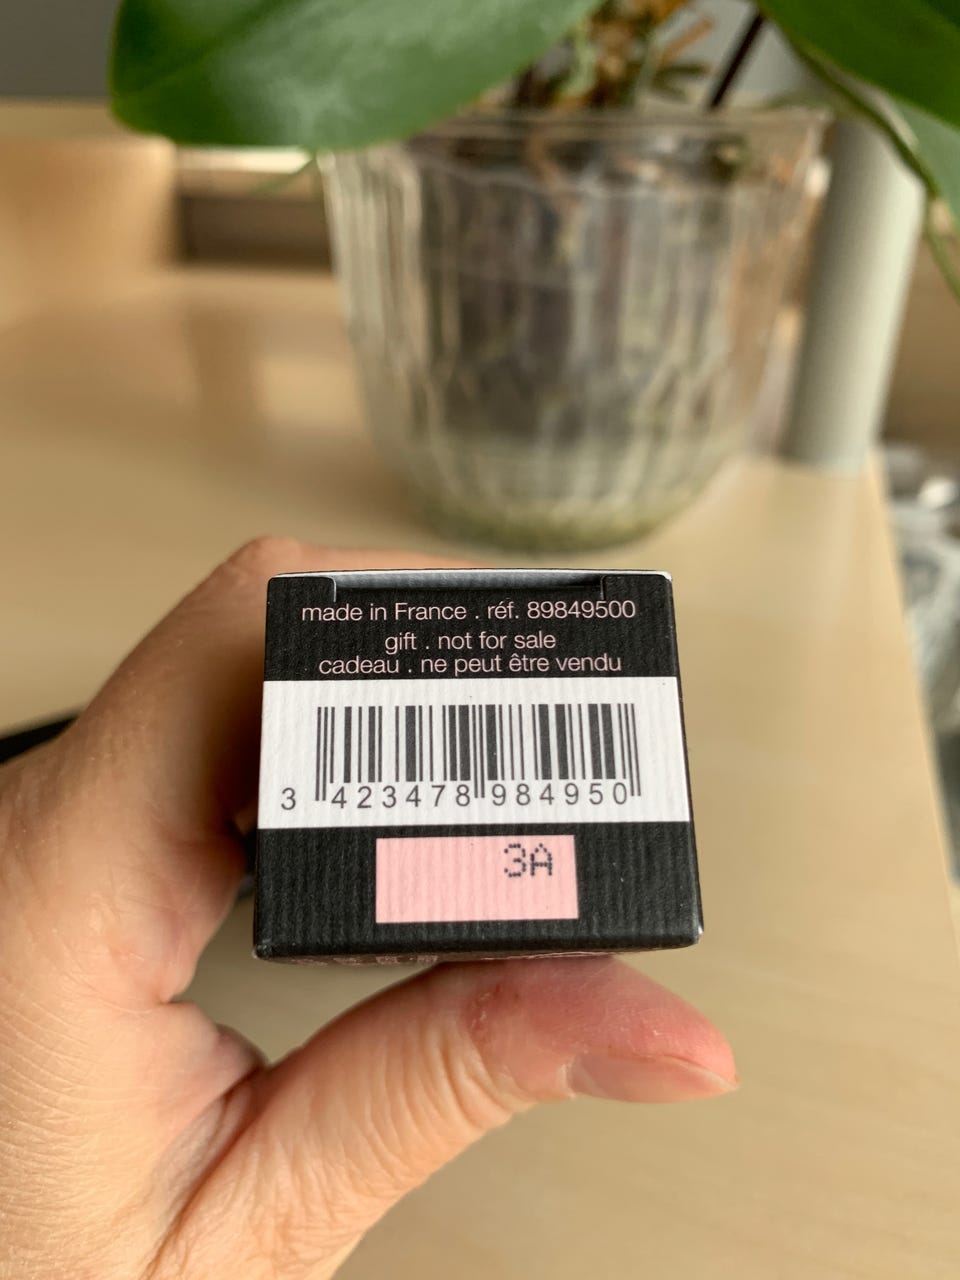 made in France . réf. 89849500
gift . not for sale
cadeau . ne peut être vendu
3 423478 984950
3A